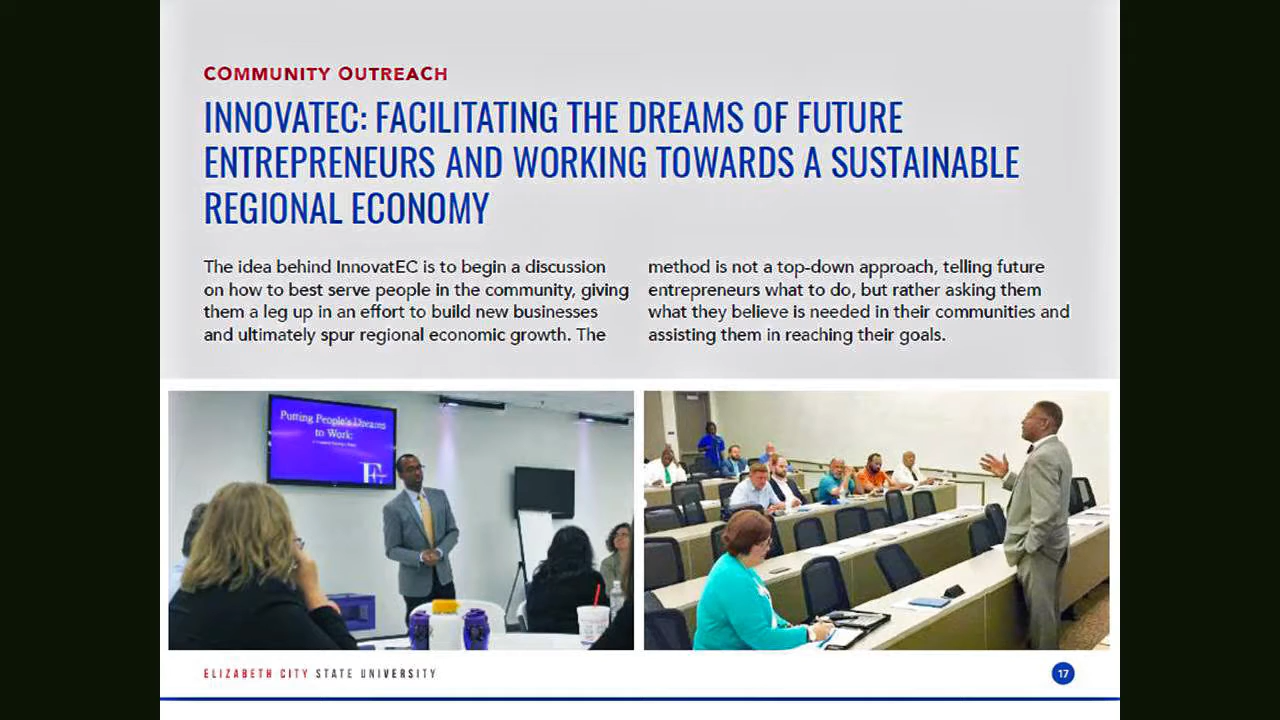 COMMUNITY OUTREACH
INNOVATEC: FACILITATING THE DREAMS OF FUTURE
ENTREPRENEURS AND WORKING TOWARDS A SUSTAINABLE
REGIONAL ECONOMY
The idea behind InnovatEC is to begin a discussion
on how to best serve people in the community, giving
them a leg up in an effort to build new businesses
and ultimately spur regional economic growth. The
method is not a top-down approach, telling future
entrepreneurs what to do, but rather asking them
what they believe is needed in their communities and
assisting them in reaching their goals.
Putting People's Dreams
to Work:
ELIZABETH CITY STATE UNIVERSITY
17